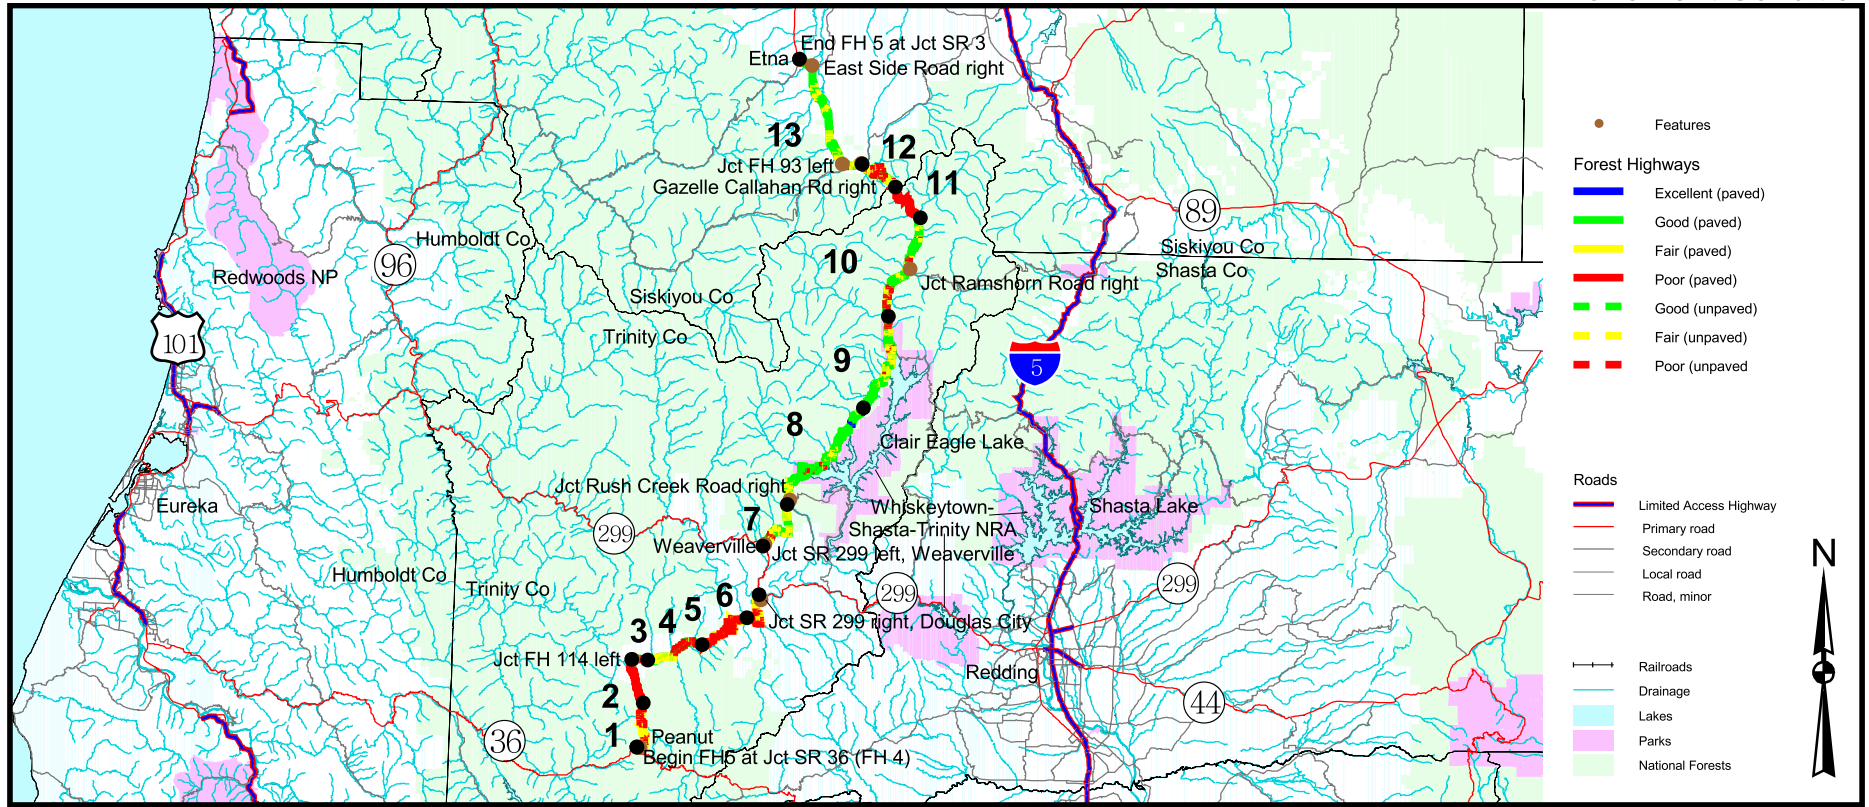 End FH 5 at Jct SR 3
Etna
East Side Road right
13
12
Jct FH 93 left
Gazelle Callahan Rd right
11
89
Humboldt Co
96
10
Siskiyou Co
Shasta Co
Redwoods NP
Jct Ramshorn Road right
Siskiyou Co
Trinity Co
101
9
5
8
Clair Eagle Lake
Jct Rush Creek Road right
Eureka
Whiskeytown-
Shasta-Trinity NRA
Shasta Lake
7
299
Weaverville
Jct SR 299 left, Weaverville
Humboldt Co
Trinity Co
299
299
6
5
4
3
Jct SR 299 right, Douglas City
Jct FH 114 left
Redding
2
44
1
Peanut
36
Begin FH5 at Jct SR 36 (FH 4)
Features
Forest Highways
Excellent (paved)
Good (paved)
Fair (paved)
Poor (paved)
Good (unpaved)
Fair (unpaved)
Poor (unpaved
Roads
Limited Access Highway
Primary road
Secondary road
Local road
Road, minor
N
Railroads
Drainage
Lakes
Parks
National Forests